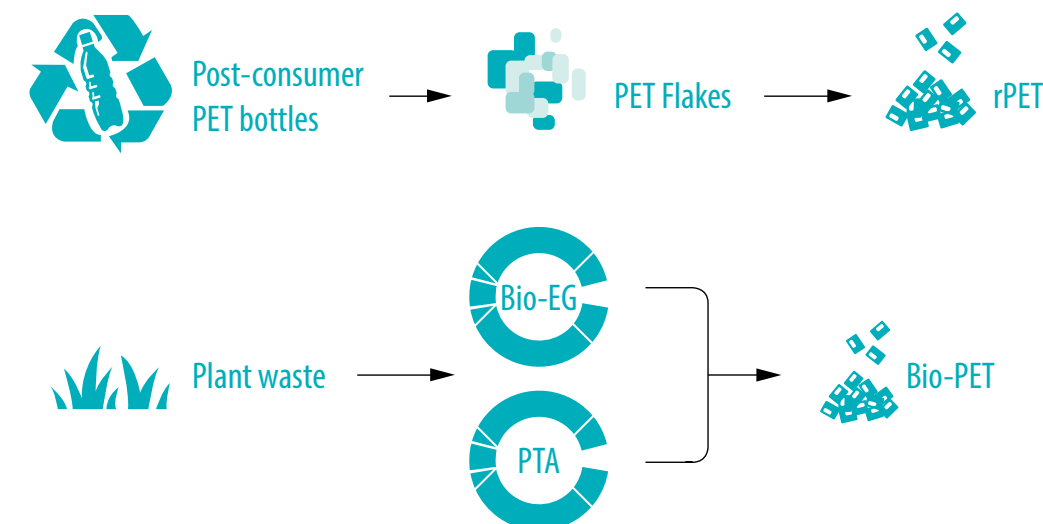 Post-consumer
PET bottles
PET Flakes
rPET
Bio-EG
Plant waste
Bio-PET
PTA